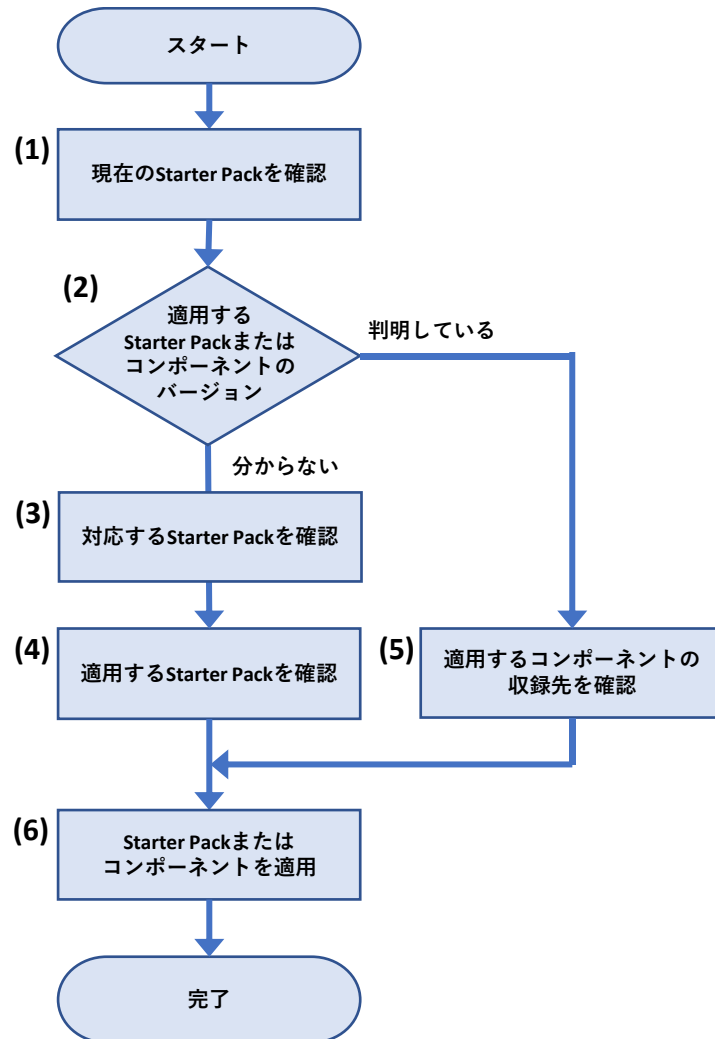 スタート
(1)
現在のStarter Packを確認
(2)
適用する
Starter Packまたは
コンポーネントの
バージョン
判明している
分からない
(3)
対応するStarter Packを確認
(4)
適用するStarter Packを確認
(5)
適用するコンポーネントの
収録先を確認
(6)
Starter Packまたは
コンポーネントを適用
完了